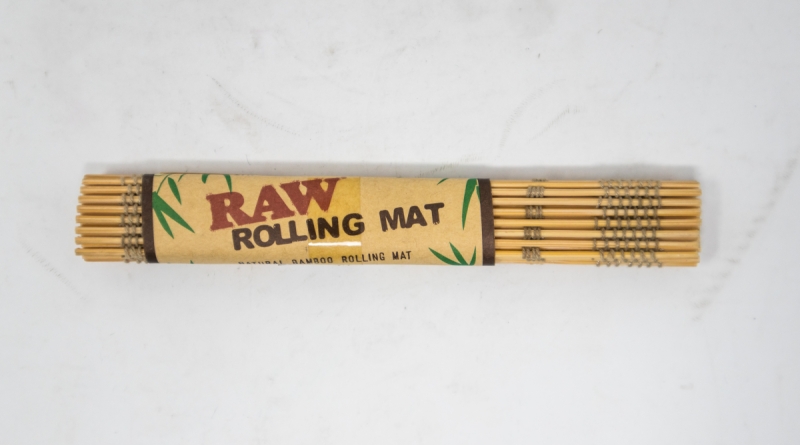 RAW
ROLLING MAT
NATURAL BAMBOO ROLLING MAT